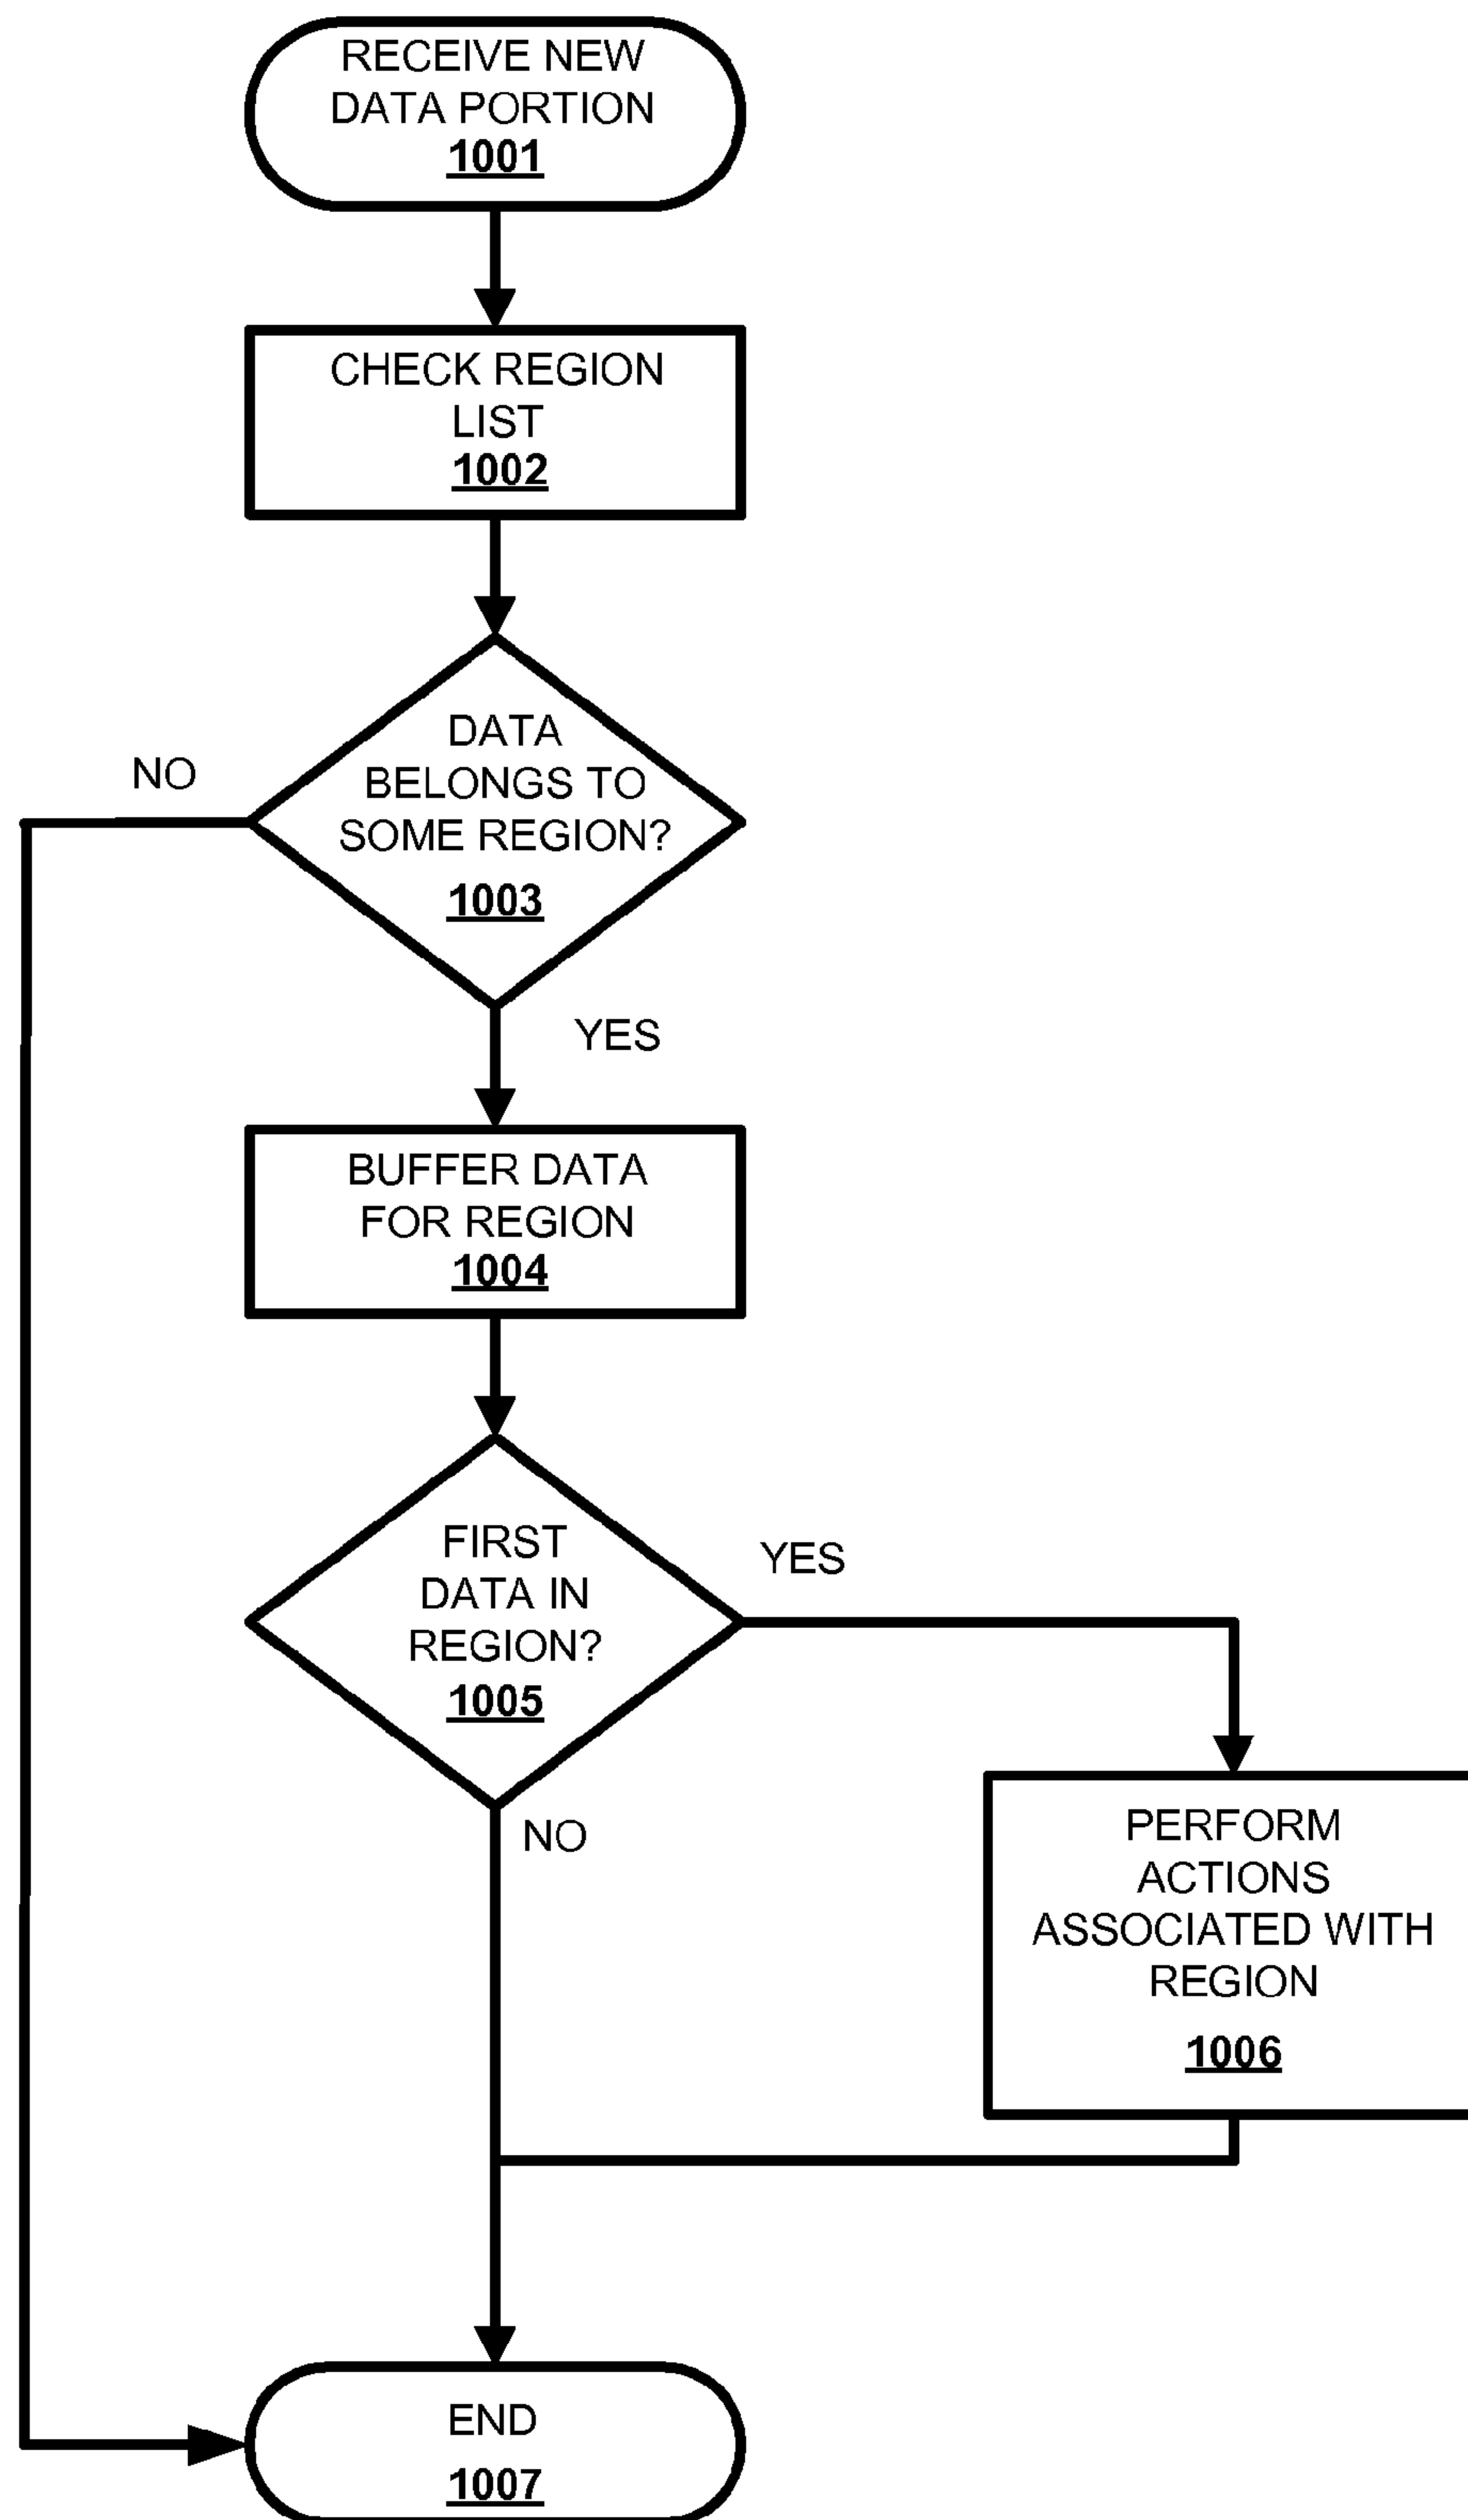 RECEIVE NEW
DATA PORTION
1001
CHECK REGION
LIST
1002
DATA
BELONGS TO
SOME REGION?
1003
NO
YES
BUFFER DATA
FOR REGION
1004
FIRST
DATA IN
REGION?
1005
YES
NO
PERFORM
ACTIONS
ASSOCIATED WITH
REGION
1006
END
1007